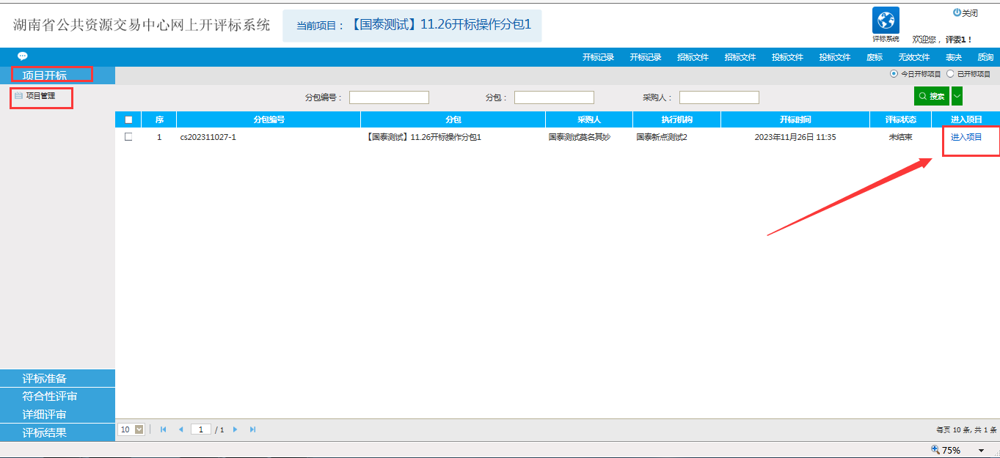 湖南省公共资源交易中心网上开评标系统
当前项目：【国泰测试】11.26开标操作分包1
评标系统
关闭
欢迎您，评委1！
开标记录 开标记录 招标文件 招标文件 投标文件 投标文件 废标 无效文件 表决 质询
项目开标
今日开标项目 已开标项目
项目管理
分包编号： 分包： 采购人： 搜索
序 分包编号 分包 采购人 执行机构 开标时间 评标状态 进入项目
1 cs202311027-1 【国泰测试】11.26开标操作分包1 国泰测试莫名其妙 国泰新点测试2 2023年11月26日 11:35 未结束 进入项目
评标准备
符合性评审
详细评审
评标结果
10 1 / 1 每页 10 条, 共 1 条
75%